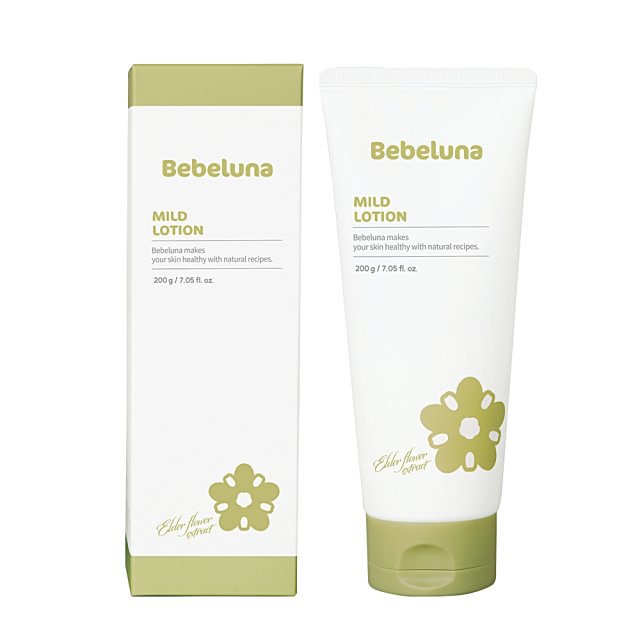 Bebeluna
MILD
LOTION
Bebeluna makes
your skin healthy with natural recipes.
200 g / 7.05 fl. oz.
Elder flower
extract
Bebeluna
MILD
LOTION
Bebeluna makes
your skin healthy with natural recipes.
200 g / 7.05 fl. oz.
Elder flower
extract